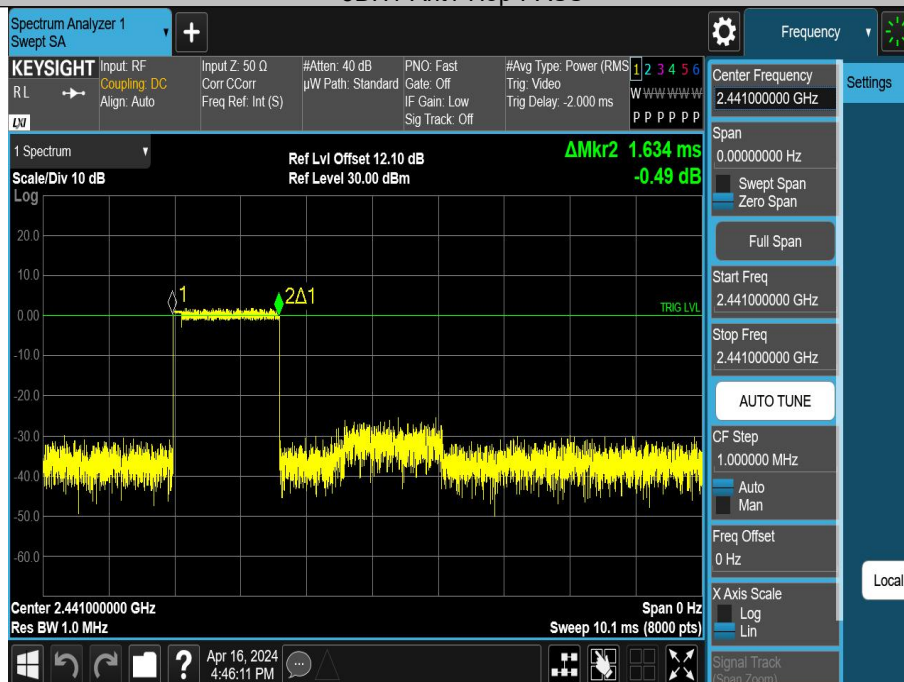 Spectrum Analyzer 1
Swept SA
Frequency
KEYSIGHT
RL
LXI
Input: RF
Coupling: DC
Align: Auto
Input Z: 50 Ω
Corr CCorr
Freq Ref: Int (S)
#Atten: 40 dB
µW Path: Standard
PNO: Fast
Gate: Off
IF Gain: Low
Sig Track: Off
#Avg Type: Power (RMS
Trig: Video
Trig Delay: -2.000 ms
1 2 3 4 5 6
W W W W W W
P P P P P P
Center Frequency
2.441000000 GHz
Settings
Span
0.00000000 Hz
Swept Span
Zero Span
Full Span
Start Freq
2.441000000 GHz
Stop Freq
2.441000000 GHz
AUTO TUNE
CF Step
1.000000 MHz
Auto
Man
Freq Offset
0 Hz
X Axis Scale
Log
Lin
Signal Track
(Span Zoom)
Local
1 Spectrum
Scale/Div 10 dB
Log
Ref Lvl Offset 12.10 dB
Ref Level 30.00 dBm
ΔMkr2 1.634 ms
-0.49 dB
20.0
10.0
0.00
-10.0
-20.0
-30.0
-40.0
-50.0
-60.0
1
2Δ1
TRIG LVL
Center 2.441000000 GHz
Span 0 Hz
Res BW 1.0 MHz
Sweep 10.1 ms (8000 pts)
Apr 16, 2024
4:46:11 PM